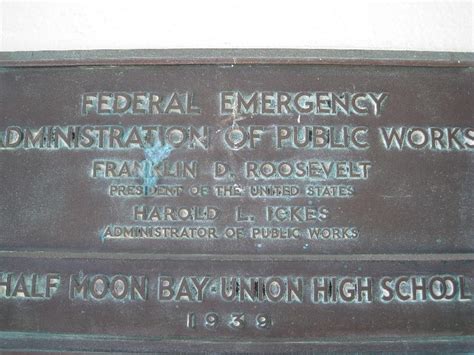 FEDERAL EMERGENCY
ADMINISTRATION OF PUBLIC WORKS
FRANKLIN D. ROOSEVELT
PRESIDENT OF THE UNITED STATES
HAROLD L. ICKES
ADMINISTRATOR OF PUBLIC WORKS
HALF MOON BAY-UNION HIGH SCHOOL
1939